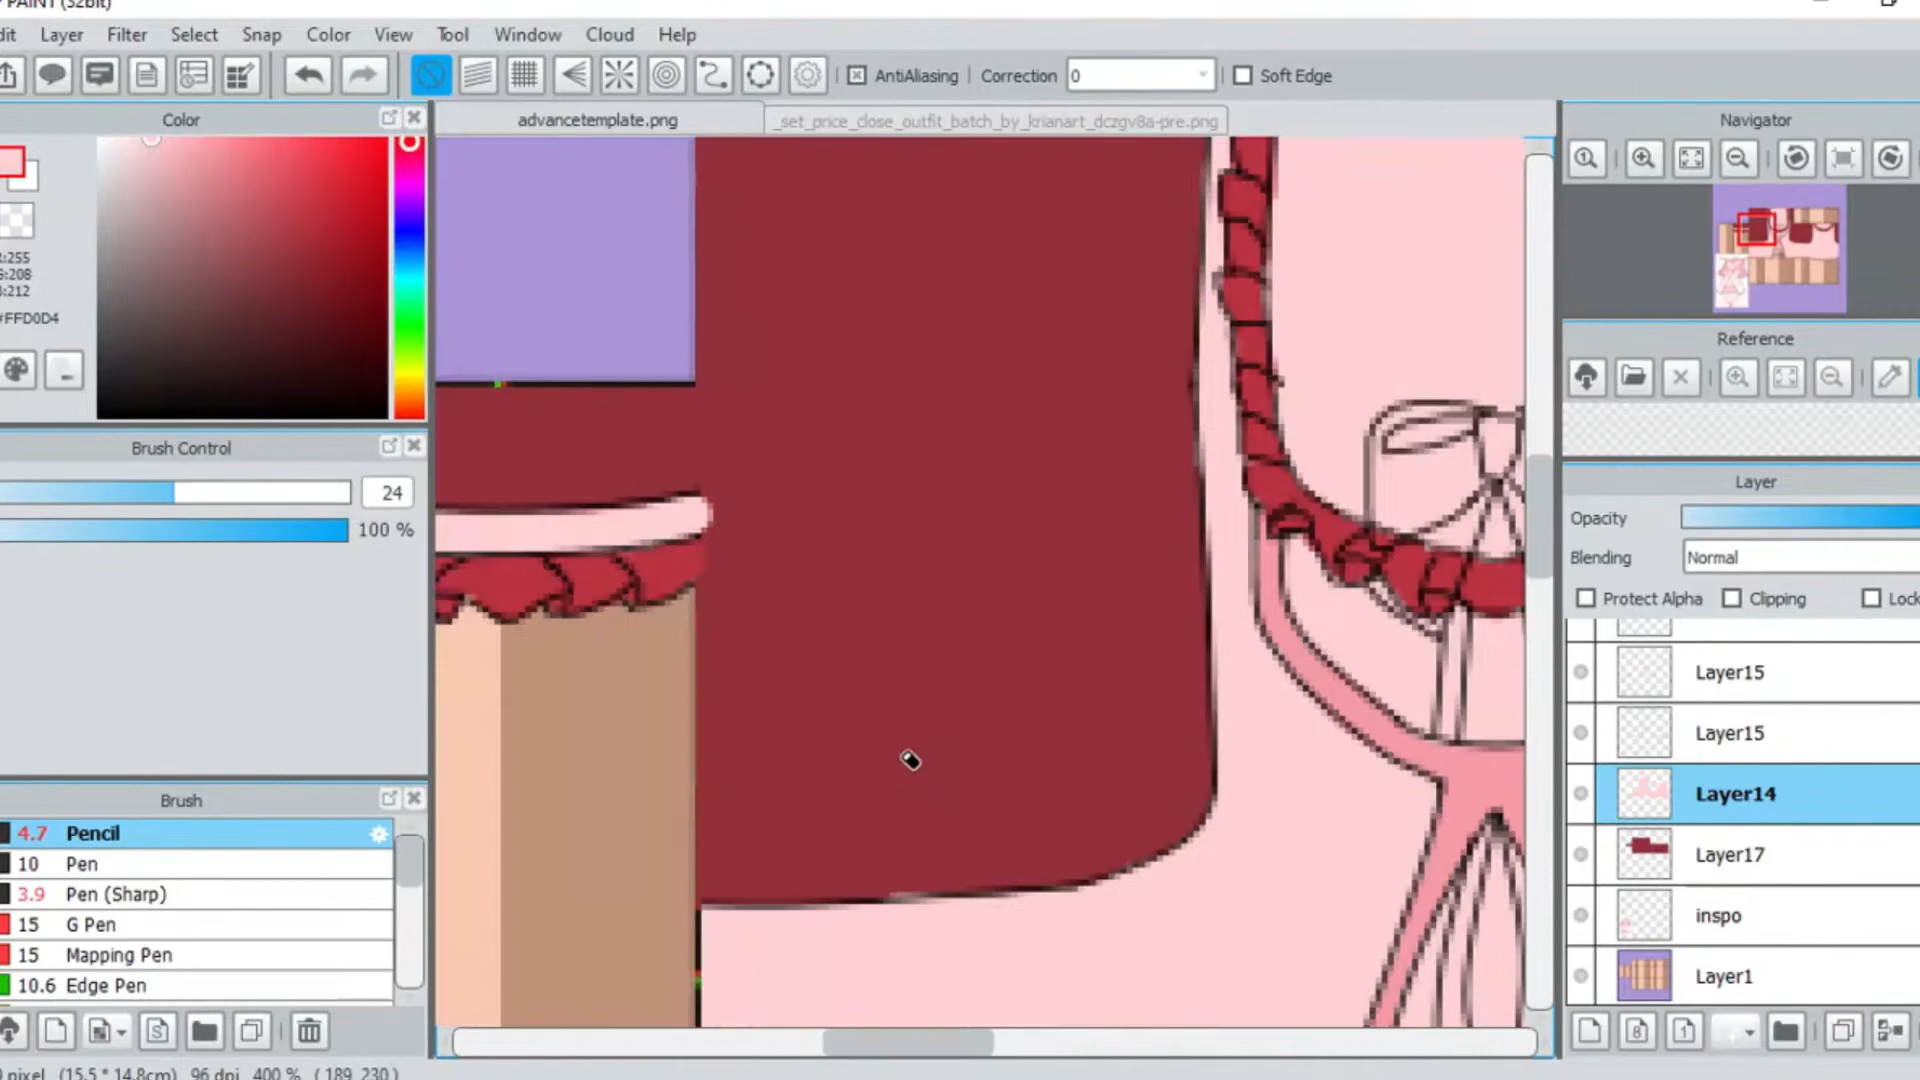 PAINT (32bit)
dit Layer Filter Select Snap Color View Tool Window Cloud Help
AntiAliasing Correction 0 Soft Edge
Color
advancetemplate.png
_set_price_close_outfit_batch_by_krianart_dczgv8a-pre.png
Navigator
:255
:208
:212
#FFD0D4
Brush Control
24
100 %
Reference
Layer
Opacity
Blending Normal
Protect Alpha Clipping Lock
Layer15
Layer15
Layer14
Layer17
inspo
Layer1
Brush
4.7 Pencil
10 Pen
3.9 Pen (Sharp)
15 G Pen
15 Mapping Pen
10.6 Edge Pen
S
8
1
pixel (15.5 * 14.8cm) 96 dpi 400 % ( 189, 230 )